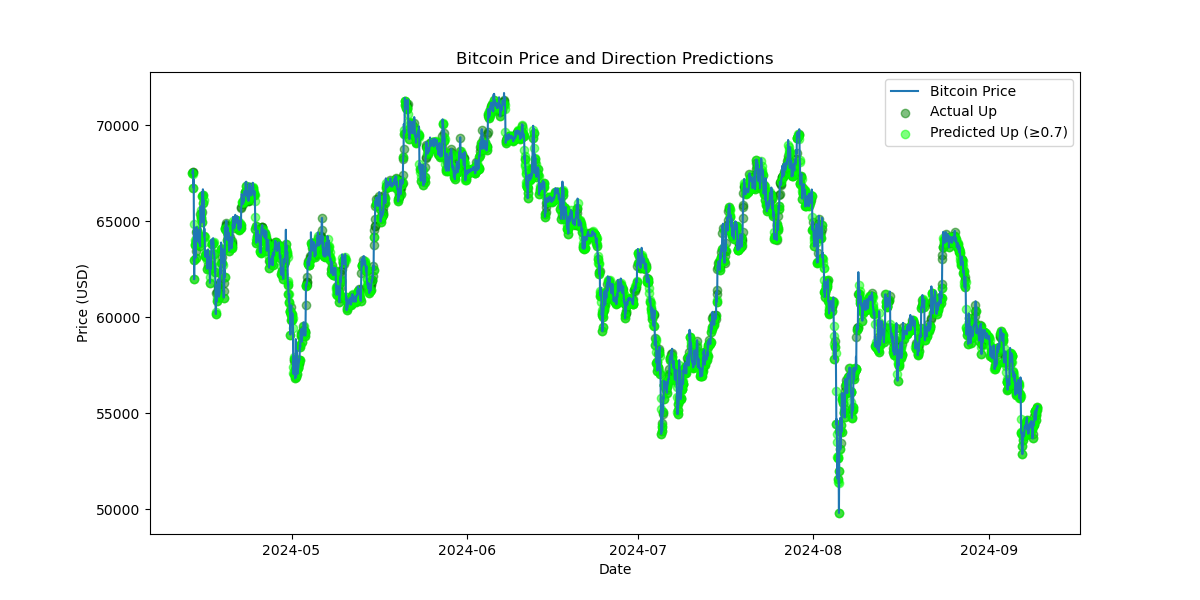 Bitcoin Price and Direction Predictions
Bitcoin Price
Actual Up
Predicted Up (≥0.7)
Price (USD)
70000
65000
60000
55000
50000
2024-05
2024-06
2024-07
2024-08
2024-09
Date